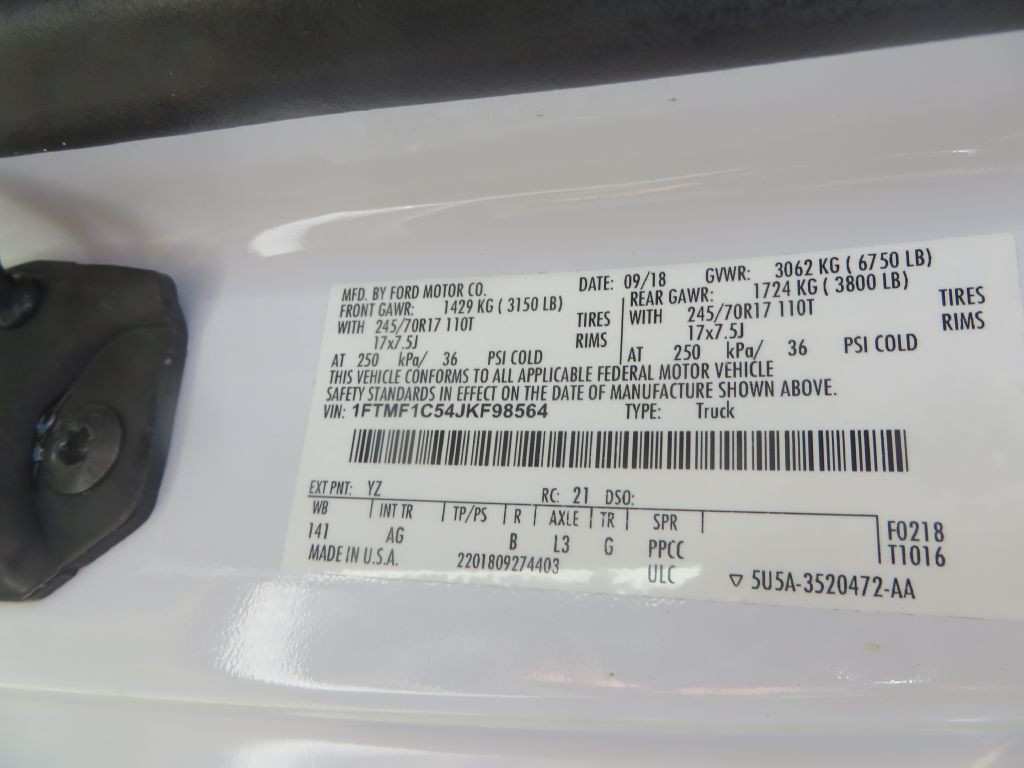 MFD. BY FORD MOTOR CO. DATE: 09/18 GVWR: 3062 KG ( 6750 LB)
FRONT GAWR: 1429 KG ( 3150 LB) REAR GAWR: 1724 KG ( 3800 LB)
WITH 245/70R17 110T TIRES WITH 245/70R17 110T TIRES
17x7.5J RIMS 17x7.5J RIMS
AT 250 kPa/ 36 PSI COLD AT 250 kPa/ 36 PSI COLD
THIS VEHICLE CONFORMS TO ALL APPLICABLE FEDERAL MOTOR VEHICLE
SAFETY STANDARDS IN EFFECT ON THE DATE OF MANUFACTURE SHOWN ABOVE.
VIN: 1FTMF1C54JKF98564 TYPE: Truck
EXT PNT: YZ RC: 21 DSO:
WB INT TR TP/PS R AXLE TR SPR F0218
141 AG B L3 G PPCC T1016
MADE IN U.S.A. 2201809274403 ULC ▽ 5U5A-3520472-AA